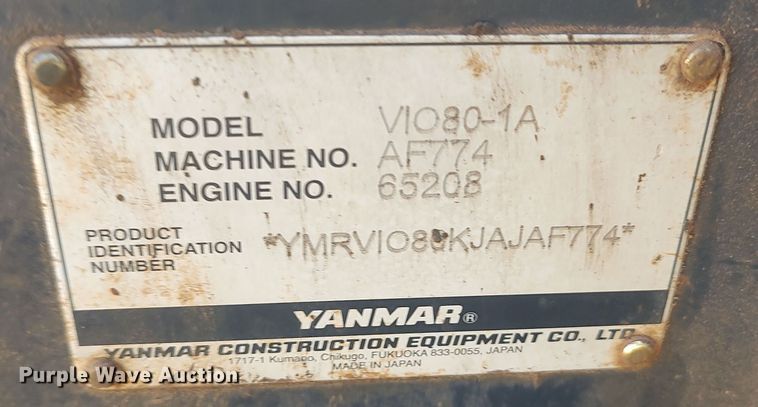 MODEL VIO80-1A
MACHINE NO. AF774
ENGINE NO. 65208
PRODUCT
IDENTIFICATION
NUMBER
*YMRVIO80KJAJAF774*
YANMAR®
YANMAR CONSTRUCTION EQUIPMENT CO., LTD
1717-1 Kumano, Chikugo, FUKUOKA 833-0055, JAPAN
MADE IN JAPAN
Purple Wave Auction